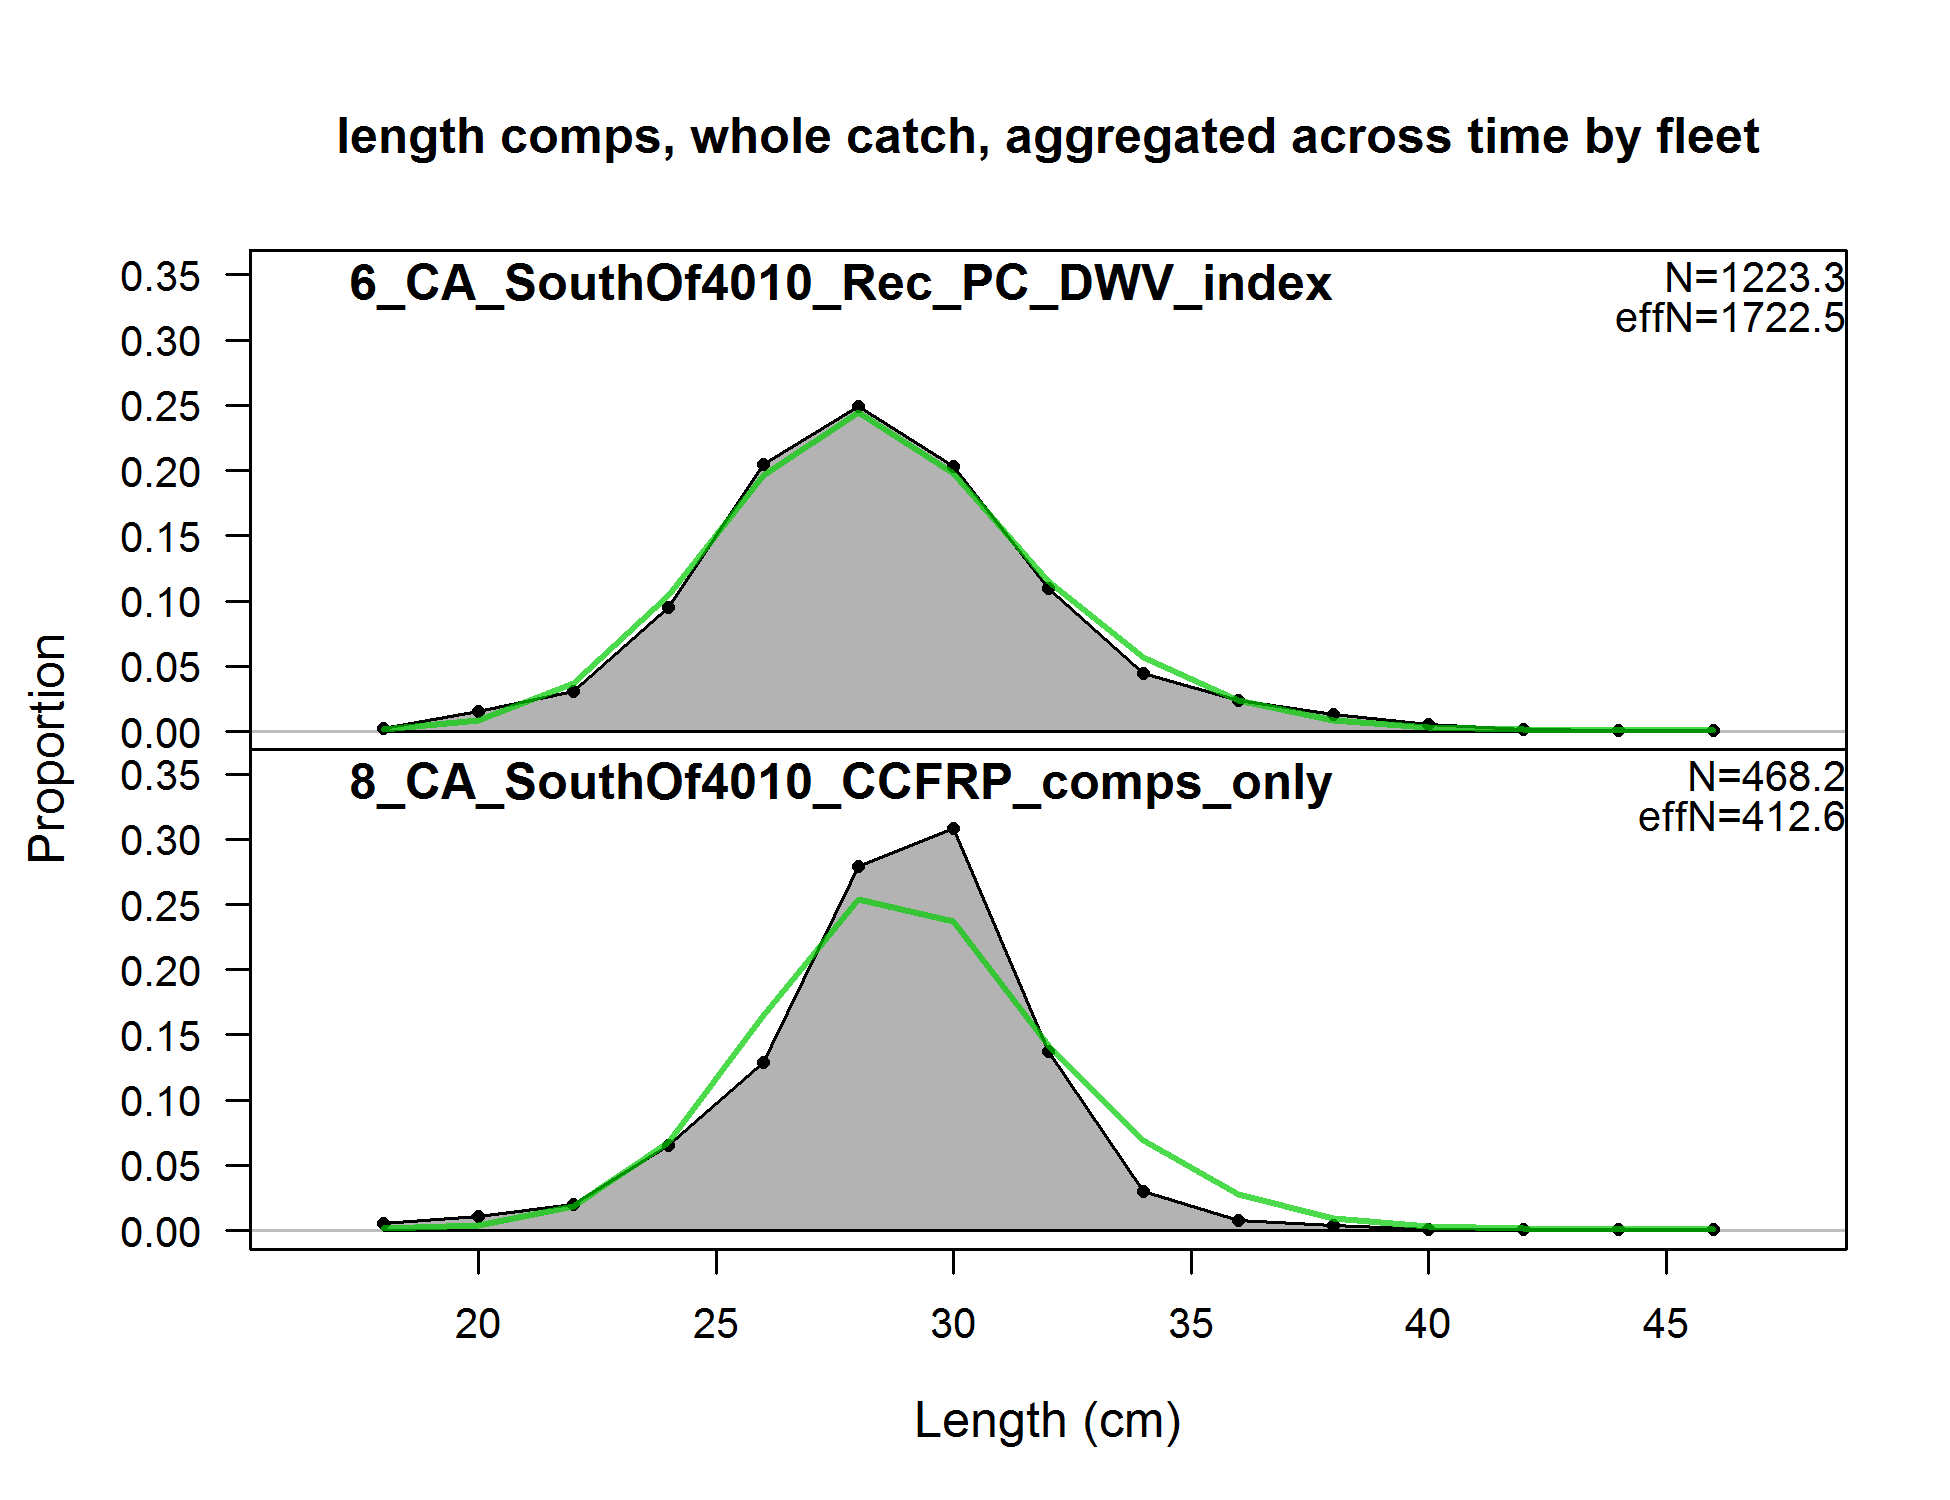 length comps, whole catch, aggregated across time by fleet
6_CA_SouthOf4010_Rec_PC_DWV_index
N=1223.3
effN=1722.5
0.35
0.30
0.25
0.20
0.15
0.10
0.05
0.00
8_CA_SouthOf4010_CCFRP_comps_only
N=468.2
effN=412.6
0.35
0.30
0.25
0.20
0.15
0.10
0.05
0.00
Proportion
20 25 30 35 40 45
Length (cm)